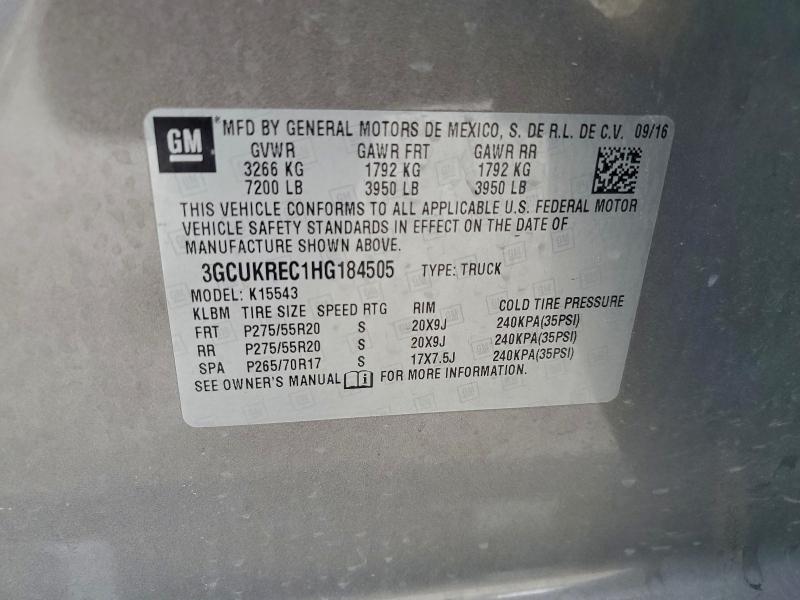 GM *MFD BY GENERAL MOTORS DE MEXICO, S. DE R.L. DE C.V. 09/16
GVWR GAWR FRT GAWR RR
3266 KG 1792 KG 1792 KG
7200 LB 3950 LB 3950 LB
THIS VEHICLE CONFORMS TO ALL APPLICABLE U.S. FEDERAL MOTOR
VEHICLE SAFETY STANDARDS IN EFFECT ON THE DATE OF
MANUFACTURE SHOWN ABOVE.
3GCUKREC1HG184505 TYPE: TRUCK
MODEL: K15543
KLBM TIRE SIZE SPEED RTG RIM COLD TIRE PRESSURE
FRT P275/55R20 S 20X9J 240KPA(35PSI)
RR P275/55R20 S 20X9J 240KPA(35PSI)
SPA P265/70R17 S 17X7.5J 240KPA(35PSI)
SEE OWNER'S MANUAL FOR MORE INFORMATION.